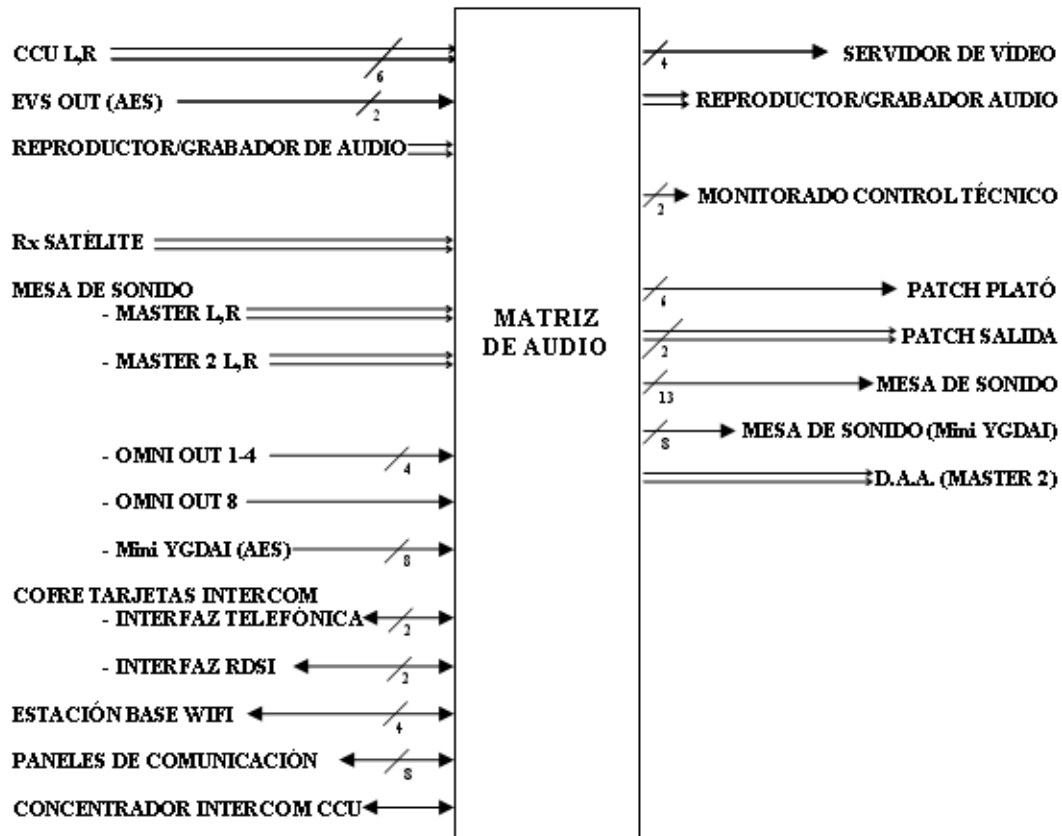 CCU L,R
6
EVS OUT (AES)
2
REPRODUCTOR/GRABADOR DE AUDIO
Rx SATÉLITE
MESA DE SONIDO
- MASTER L,R
- MASTER 2 L,R
- OMNI OUT 1-4
4
- OMNI OUT 8
- Mini YGDAI (AES)
8
COFRE TARJETAS INTERCOM
- INTERFAZ TELEFÓNICA
2
- INTERFAZ RDSI
2
ESTACIÓN BASE WIFI
4
PANELES DE COMUNICACIÓN
8
CONCENTRADOR INTERCOM CCU
MATRIZ
DE AUDIO
SERVIDOR DE VÍDEO
4
REPRODUCTOR/GRABADOR AUDIO
MONITORADO CONTROL TÉCNICO
2
PATCH PLATÓ
6
PATCH SALIDA
2
MESA DE SONIDO
13
MESA DE SONIDO (Mini YGDAI)
8
D.A.A. (MASTER 2)